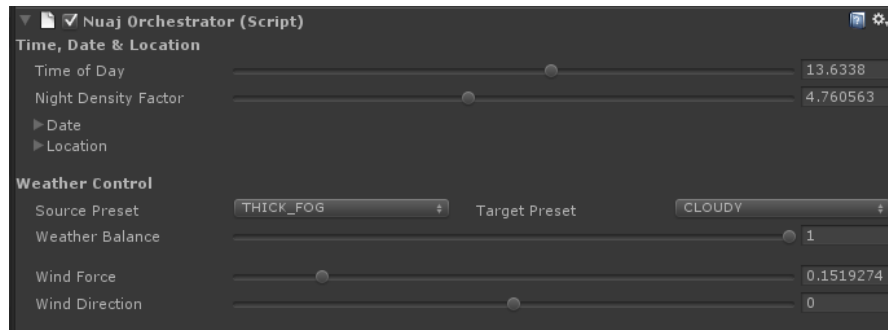 Nuaj Orchestrator (Script)
Time, Date & Location
Time of Day 13.6338
Night Density Factor 4.760563
Date
Location
Weather Control
Source Preset THICK_FOG Target Preset CLOUDY
Weather Balance 1
Wind Force 0.1519274
Wind Direction 0